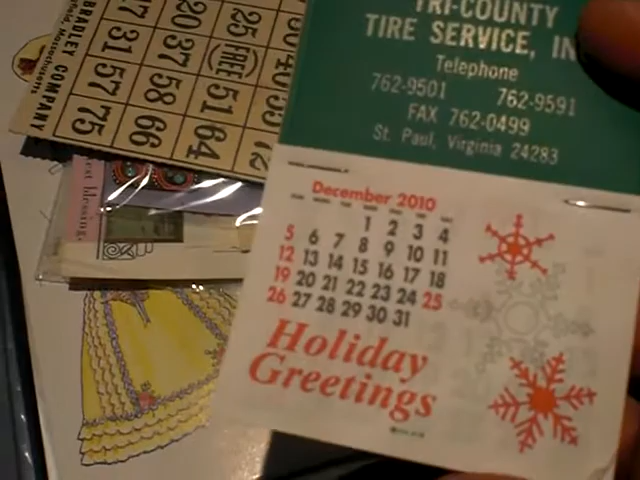 TRI-COUNTY
TIRE SERVICE, IN
Telephone
762-9501 762-9591
FAX 762-0499
St. Paul, Virginia 24283
December 2010
1 2 3 4
5 6 7 8 9 10 11
12 13 14 15 16 17 18
19 20 21 22 23 24 25
26 27 28 29 30 31
Holiday
Greetings
BRADLEY COMPANY
Massachusetts
17 20 25
31 37 (FREE) 40
57 58 51
75 66 64
blessing